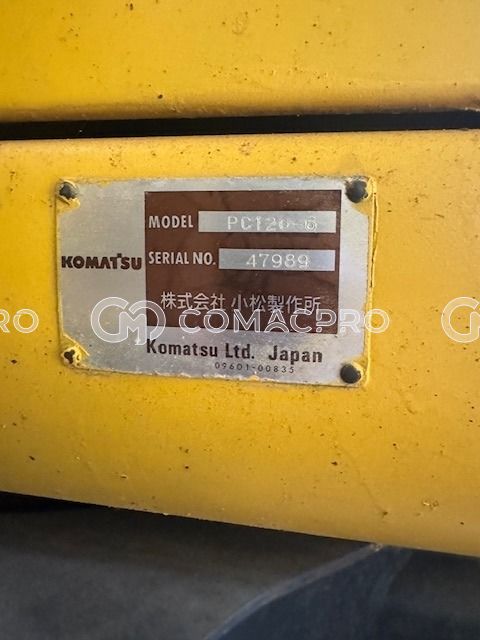 MODEL PC120-6
KOMATSU SERIAL NO. 47989
株式会社 小松製作所
PRO COMACPRO
Komatsu Ltd. Japan
09601-00835